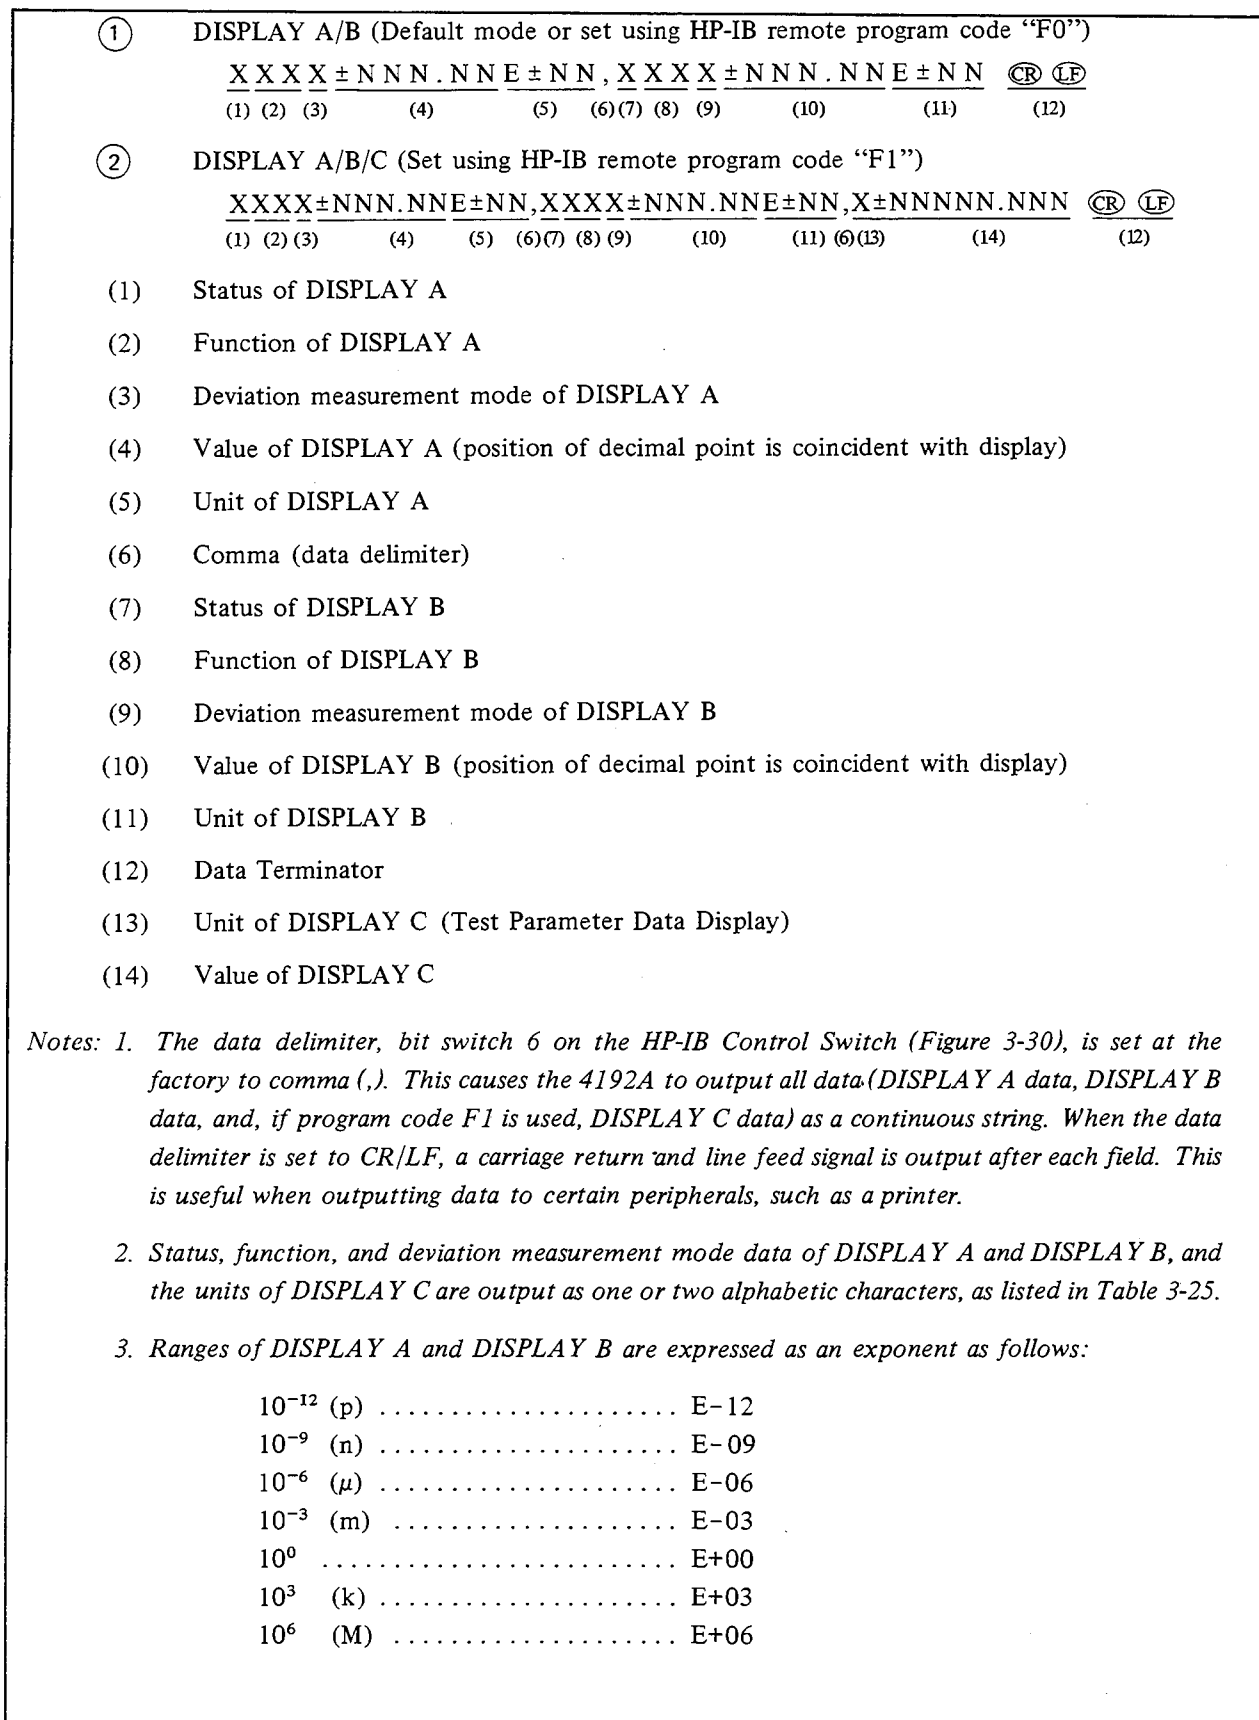 ① DISPLAY A/B (Default mode or set using HP-IB remote program code “F0”)
X X X X ± N N N . N N E ± N N , X X X X ± N N N . N N E ± N N CR LF
(1) (2) (3) (4) (5) (6) (7) (8) (9) (10) (11) (12)
② DISPLAY A/B/C (Set using HP-IB remote program code “F1”)
XXXX±NNN.NNE±NN,XXXX±NNN.NNE±NN,X±NNNNN.NNN CR LF
(1) (2) (3) (4) (5) (6) (7) (8) (9) (10) (11) (6) (13) (14) (12)
(1) Status of DISPLAY A
(2) Function of DISPLAY A
(3) Deviation measurement mode of DISPLAY A
(4) Value of DISPLAY A (position of decimal point is coincident with display)
(5) Unit of DISPLAY A
(6) Comma (data delimiter)
(7) Status of DISPLAY B
(8) Function of DISPLAY B
(9) Deviation measurement mode of DISPLAY B
(10) Value of DISPLAY B (position of decimal point is coincident with display)
(11) Unit of DISPLAY B
(12) Data Terminator
(13) Unit of DISPLAY C (Test Parameter Data Display)
(14) Value of DISPLAY C
Notes: 1. The data delimiter, bit switch 6 on the HP-IB Control Switch (Figure 3-30), is set at the
factory to comma (,). This causes the 4192A to output all data (DISPLAY A data, DISPLAY B
data, and, if program code F1 is used, DISPLAY C data) as a continuous string. When the data
delimiter is set to CR/LF, a carriage return and line feed signal is output after each field. This
is useful when outputting data to certain peripherals, such as a printer.
2. Status, function, and deviation measurement mode data of DISPLAY A and DISPLAY B, and
the units of DISPLAY C are output as one or two alphabetic characters, as listed in Table 3-25.
3. Ranges of DISPLAY A and DISPLAY B are expressed as an exponent as follows:
10⁻¹² (p) ..................... E-12
10⁻⁹ (n) ..................... E-09
10⁻⁶ (μ) ..................... E-06
10⁻³ (m) .................... E-03
10⁰ ......................... E+00
10³ (k) ..................... E+03
10⁶ (M) .................... E+06